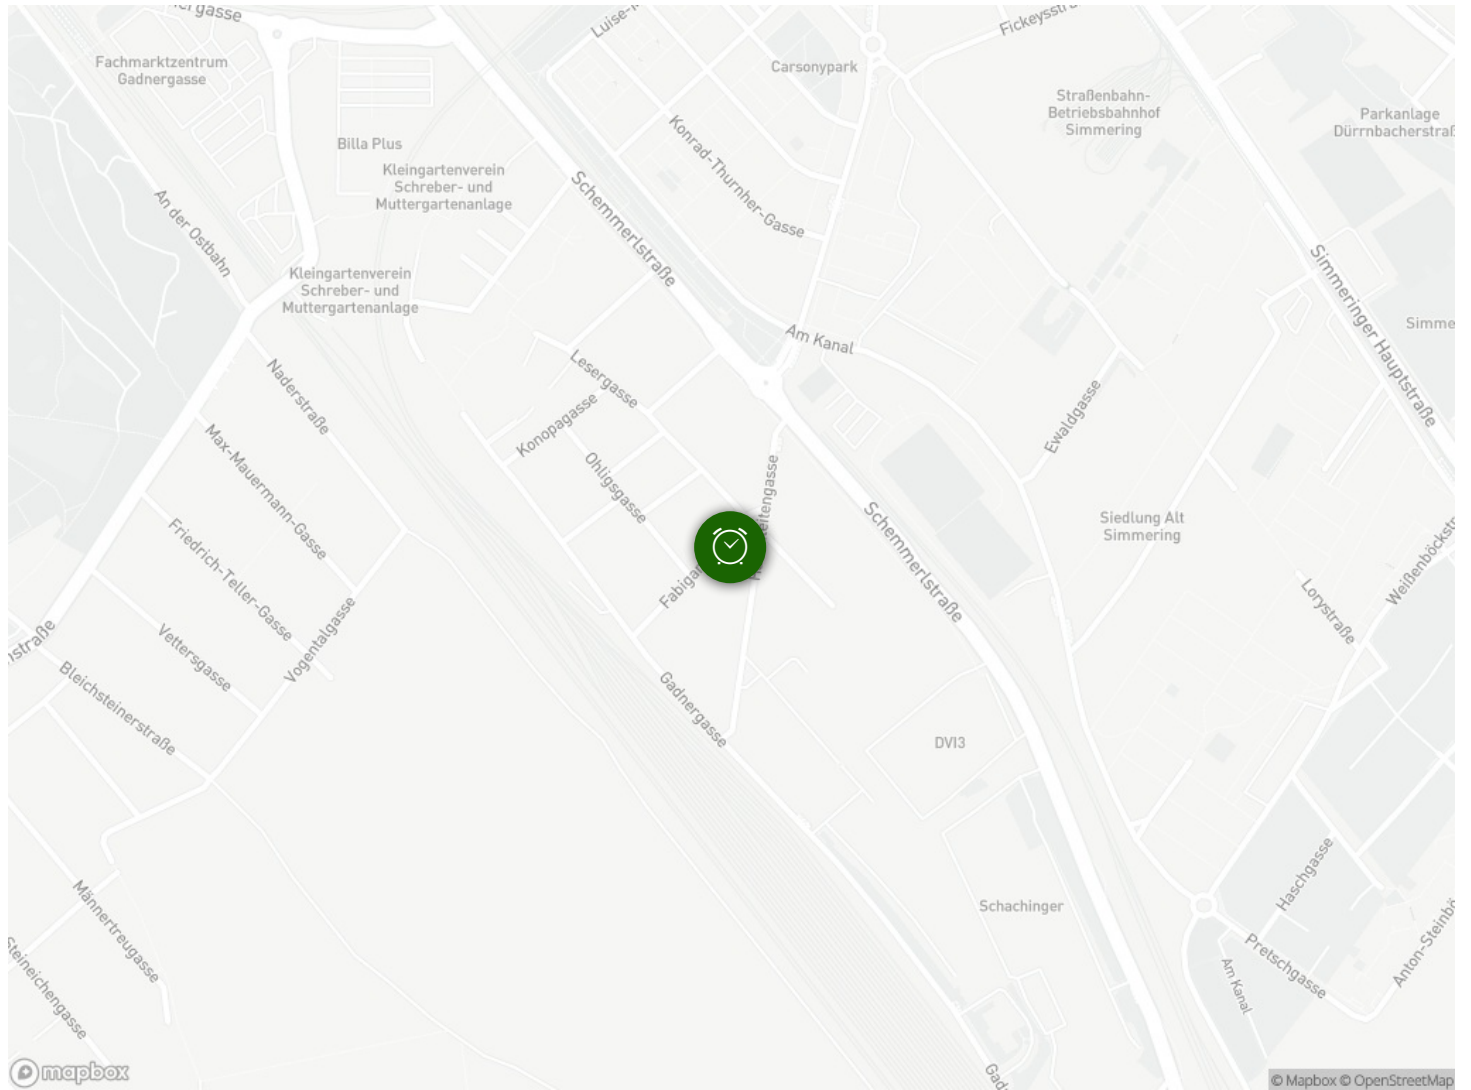 Fachmarktzentrum
Gadnergasse
Carsonypark
Straßenbahn-
Betriebsbahnhof
Simmering
Parkanlage
Billa Plus
Kleingartenverein
Schreber- und
Muttergartenanlage
Konrad-Thurnher-Gasse
Schemmerlstraße
An der Ostbahn
Kleingartenverein
Schreber- und
Muttergartenanlage
Simmeringer Hauptstraße
Am Kanal
Naderstraße
Lesergasse
Konopagasse
Ewaldgasse
Max-Mauermann-Gasse
Ohligsgasse
Friedrich-Teller-Gasse
Schemmerlstraße
Siedlung Alt
Simmering
Lorystraße
Vettersgasse
Vogentalgasse
Bleichsteinerstraße
Gadnergasse
DVI3
Schachinger
Haschgasse
Männertreugasse
Pretschgasse
Am Kanal
Steineichengasse
mapbox
© Mapbox © OpenStreetMap